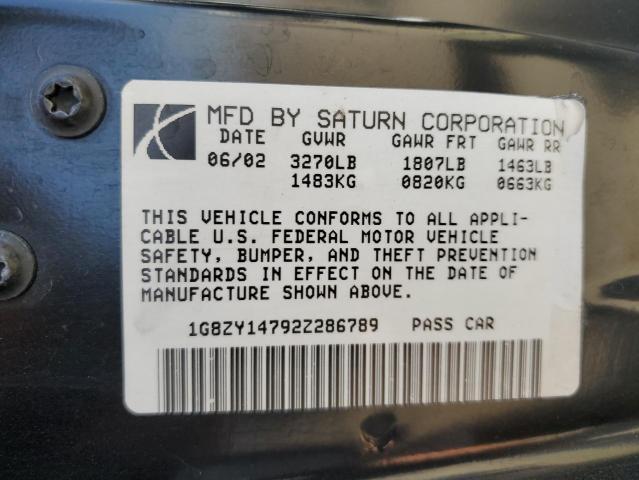 MFD BY SATURN CORPORATION
DATE GVWR GAWR FRT GAWR RR
06/02 3270LB 1807LB 1463LB
1483KG 0820KG 0663KG
THIS VEHICLE CONFORMS TO ALL APPLI-
CABLE U.S. FEDERAL MOTOR VEHICLE
SAFETY, BUMPER, AND THEFT PREVENTION
STANDARDS IN EFFECT ON THE DATE OF
MANUFACTURE SHOWN ABOVE.
1G8ZY14792Z286789 PASS CAR